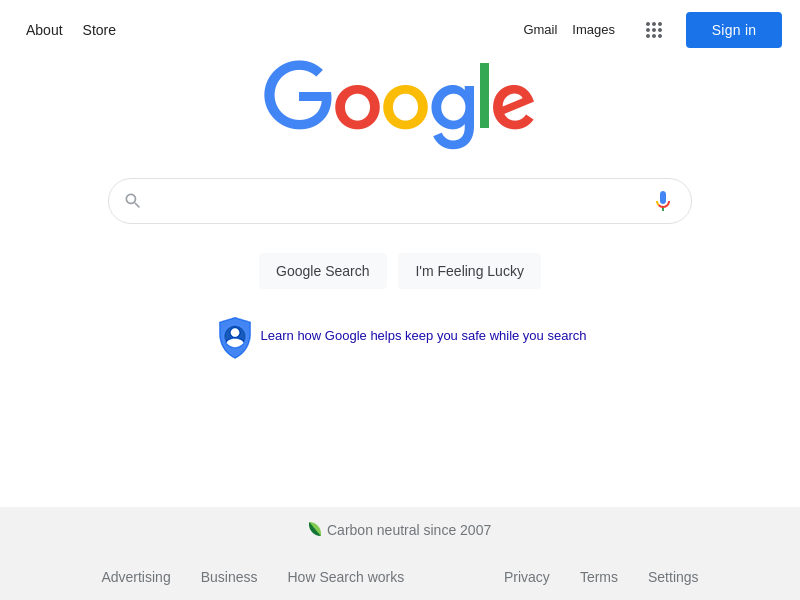 About Store Gmail Images Sign in
Google
Google Search I'm Feeling Lucky
Learn how Google helps keep you safe while you search
Carbon neutral since 2007
Advertising Business How Search works Privacy Terms Settings